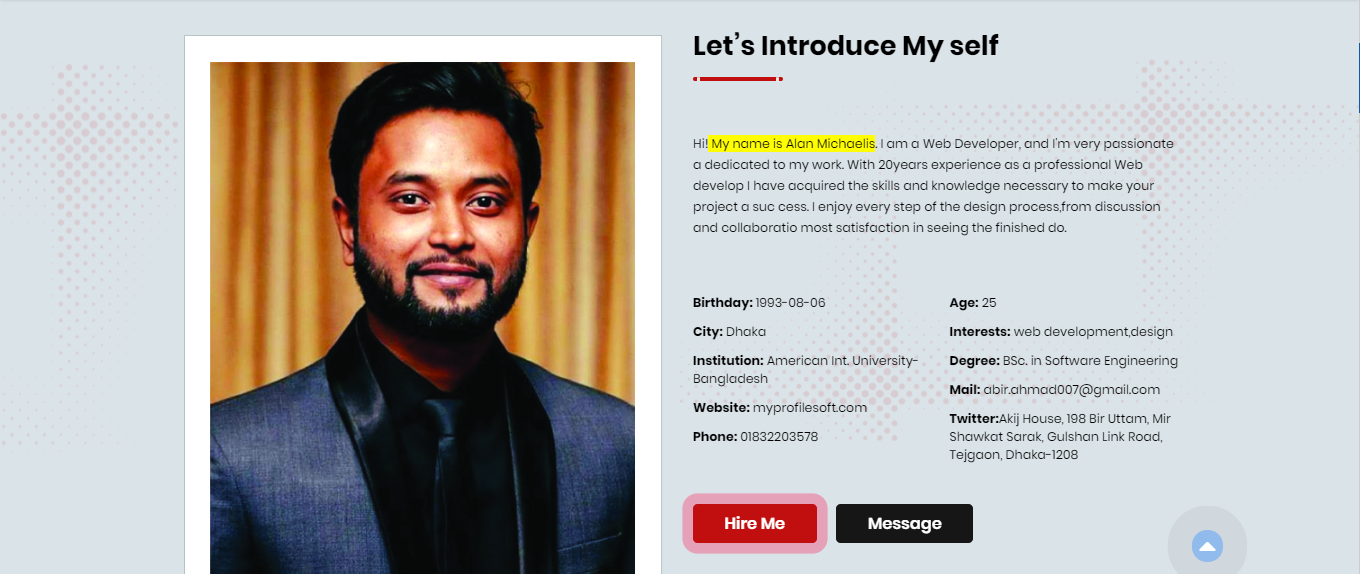 Let's Introduce My self
Hi! My name is Alan Michaelis. I am a Web Developer, and I'm very passionate
a dedicated to my work. With 20years experience as a professional Web
develop I have acquired the skills and knowledge necessary to make your
project a suc cess. I enjoy every step of the design process,from discussion
and collaboratio most satisfaction in seeing the finished do.
Birthday: 1993-08-06
City: Dhaka
Institution: American Int. University-
Bangladesh
Website: myprofilesoft.com
Phone: 01832203578
Age: 25
Interests: web development,design
Degree: BSc. in Software Engineering
Mail: abir.ahmad007@gmail.com
Twitter:Akij House, 198 Bir Uttam, Mir
Shawkat Sarak, Gulshan Link Road,
Tejgaon, Dhaka-1208
Hire Me
Message